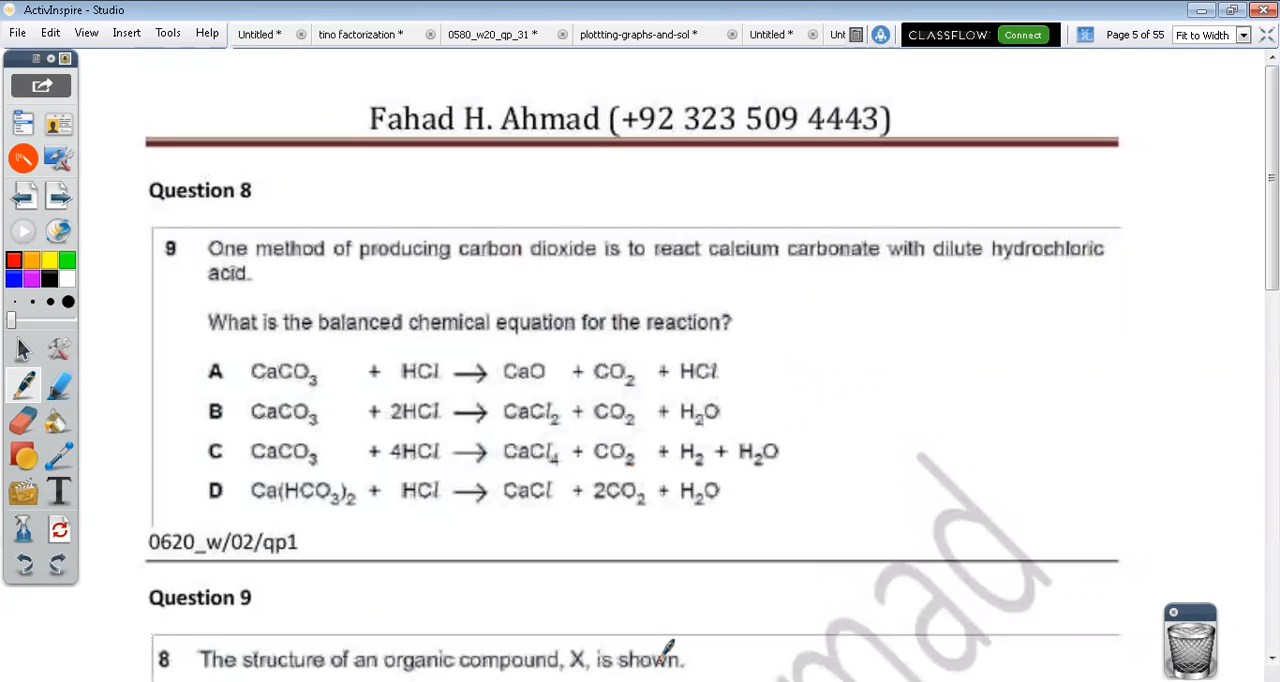 ActivInspire - Studio
File Edit View Insert Tools Help Untitled * tino factorization * 0580_w20_qp_31 * plottting-graphs-and-sol * Untitled * Unt CLASSFLOW Connect Page 5 of 55 Fit to Width
Fahad H. Ahmad (+92 323 509 4443)
Question 8
9 One method of producing carbon dioxide is to react calcium carbonate with dilute hydrochloric
acid.
What is the balanced chemical equation for the reaction?
A CaCO₃ + HCl → CaO + CO₂ + HCl
B CaCO₃ + 2HCl → CaCl₂ + CO₂ + H₂O
C CaCO₃ + 4HCl → CaCl₄ + CO₂ + H₂ + H₂O
D Ca(HCO₃)₂ + HCl → CaCl + 2CO₂ + H₂O
0620_w/02/qp1
Question 9
8 The structure of an organic compound, X, is shown.
mad